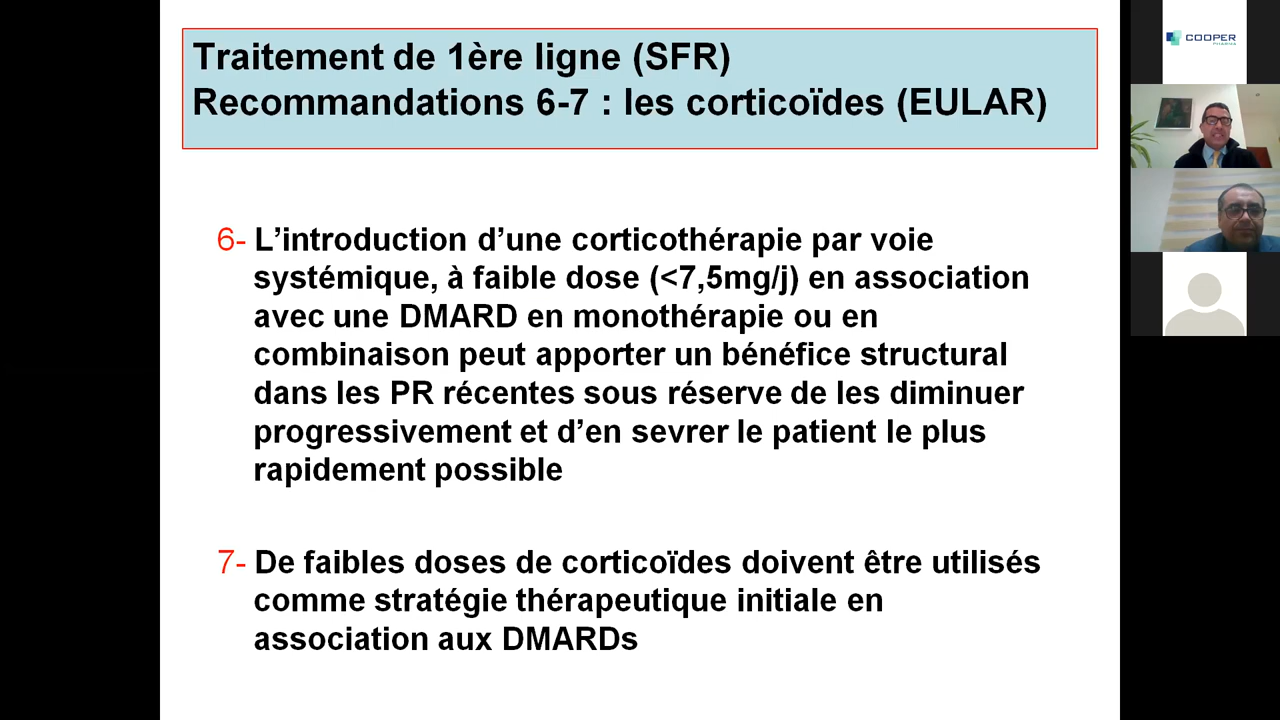 Traitement de 1ère ligne (SFR)
Recommandations 6-7 : les corticoïdes (EULAR)
6- L’introduction d’une corticothérapie par voie
systémique, à faible dose (<7,5mg/j) en association
avec une DMARD en monothérapie ou en
combinaison peut apporter un bénéfice structural
dans les PR récentes sous réserve de les diminuer
progressivement et d’en sevrer le patient le plus
rapidement possible
7- De faibles doses de corticoïdes doivent être utilisés
comme stratégie thérapeutique initiale en
association aux DMARDs
COOPER
PHARMA